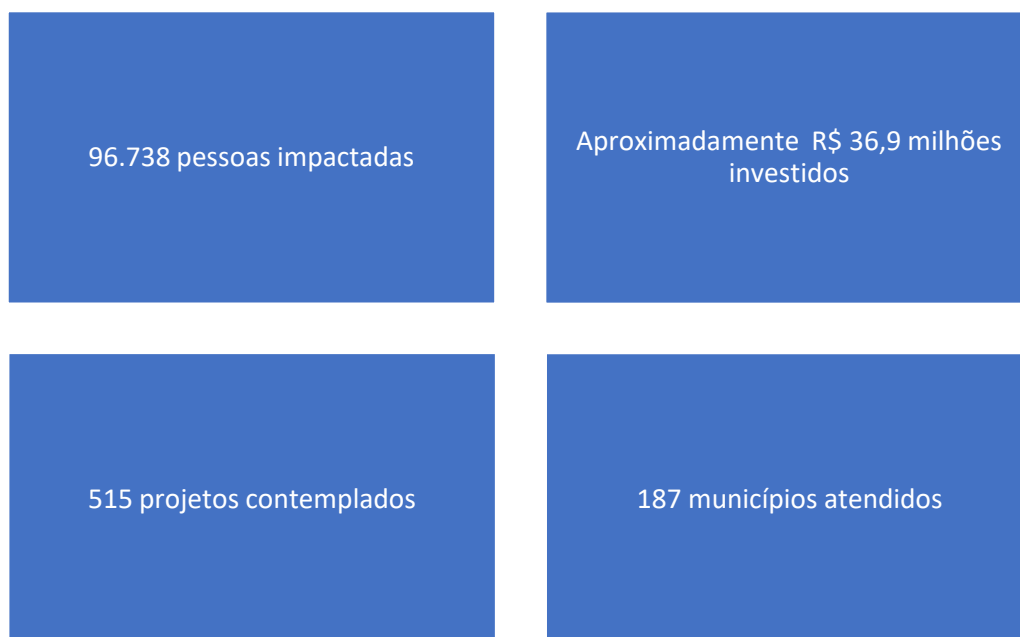 96.738 pessoas impactadas
Aproximadamente R$ 36,9 milhões
investidos
515 projetos contemplados
187 municípios atendidos